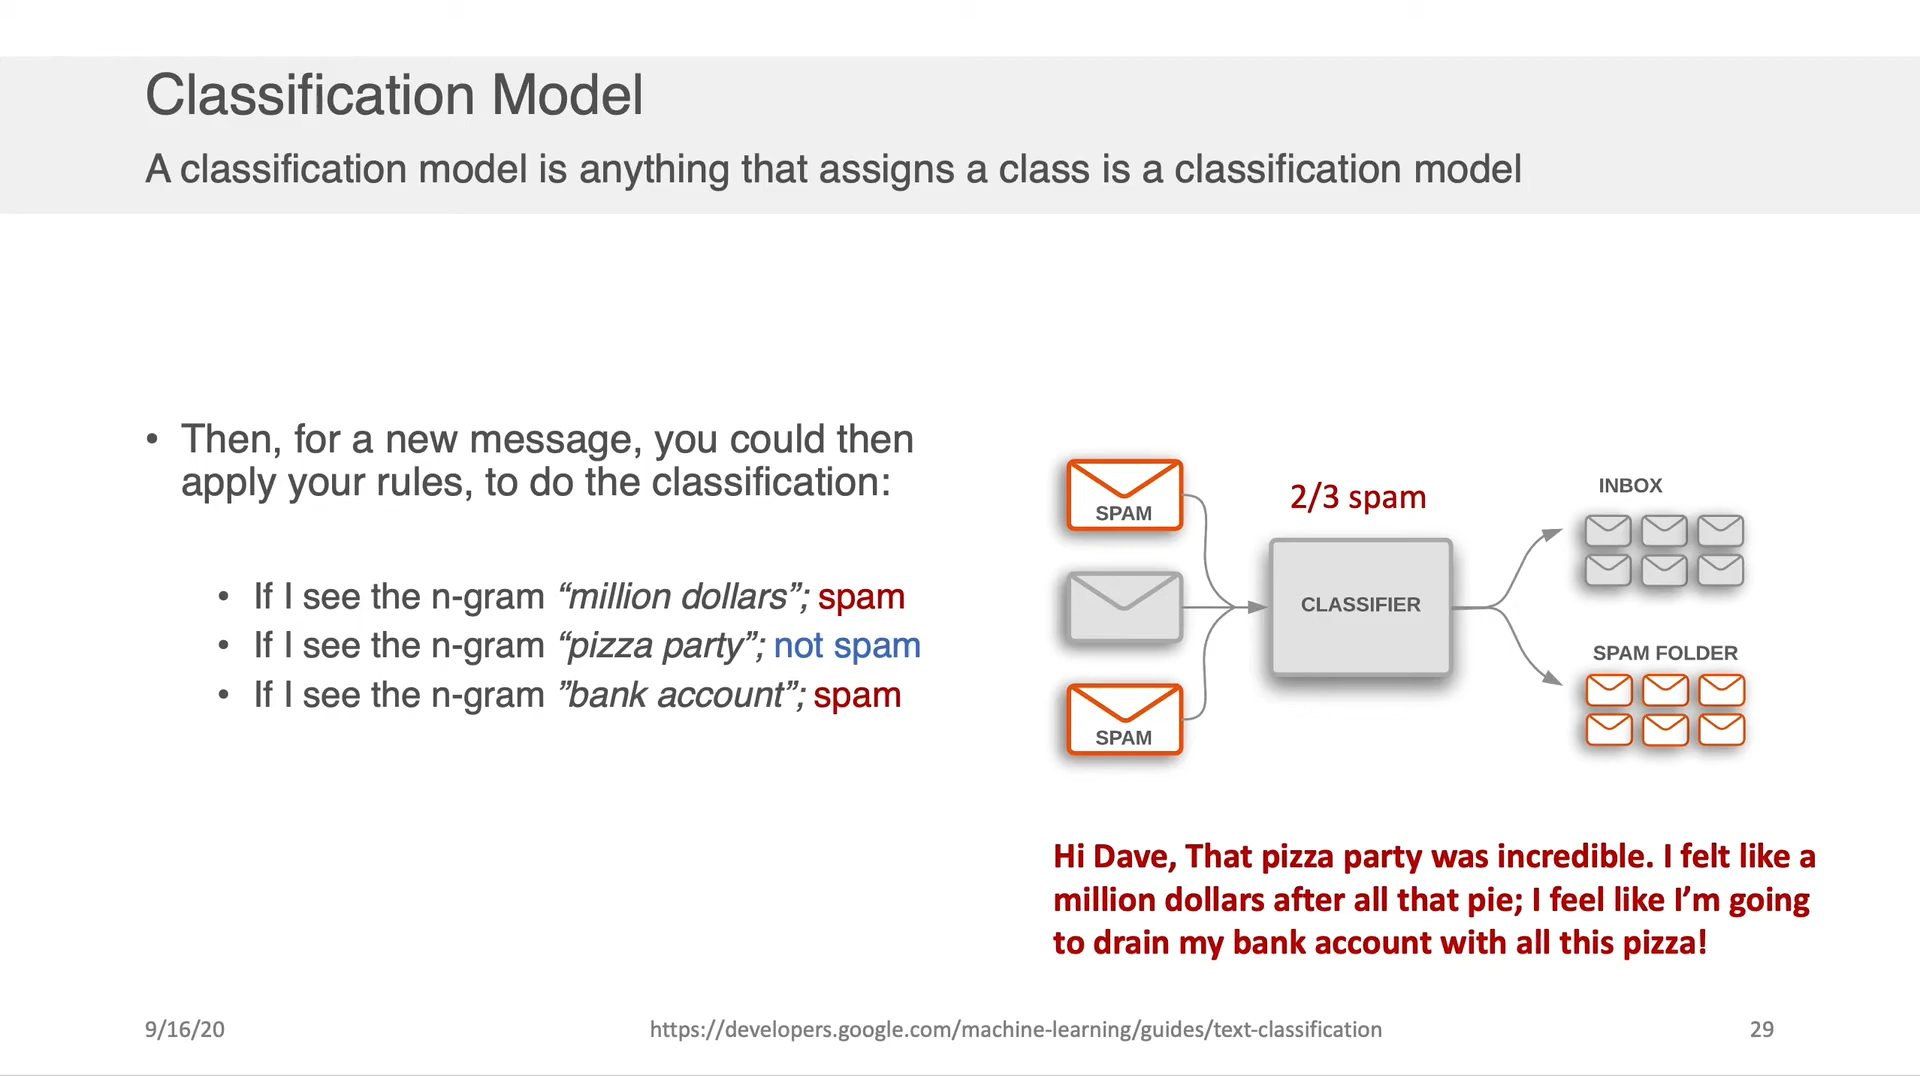 Classification Model
A classification model is anything that assigns a class is a classification model
• Then, for a new message, you could then
apply your rules, to do the classification:
• If I see the n-gram “million dollars”; spam
• If I see the n-gram “pizza party”; not spam
• If I see the n-gram ”bank account”; spam
SPAM
SPAM
2/3 spam
CLASSIFIER
INBOX
SPAM FOLDER
Hi Dave, That pizza party was incredible. I felt like a
million dollars after all that pie; I feel like I’m going
to drain my bank account with all this pizza!
9/16/20
https://developers.google.com/machine-learning/guides/text-classification
29